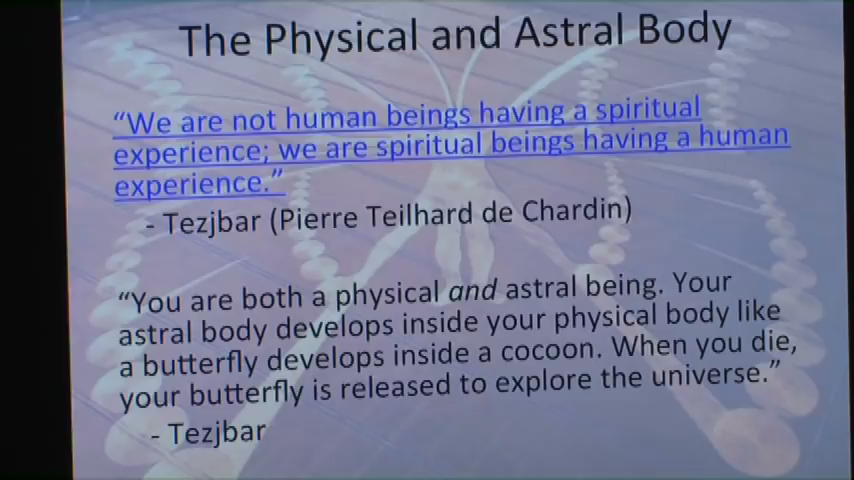 The Physical and Astral Body
“We are not human beings having a spiritual
experience; we are spiritual beings having a human
experience.”
- Tezjbar (Pierre Teilhard de Chardin)
“You are both a physical and astral being. Your
astral body develops inside your physical body like
a butterfly develops inside a cocoon. When you die,
your butterfly is released to explore the universe.”
- Tezjbar